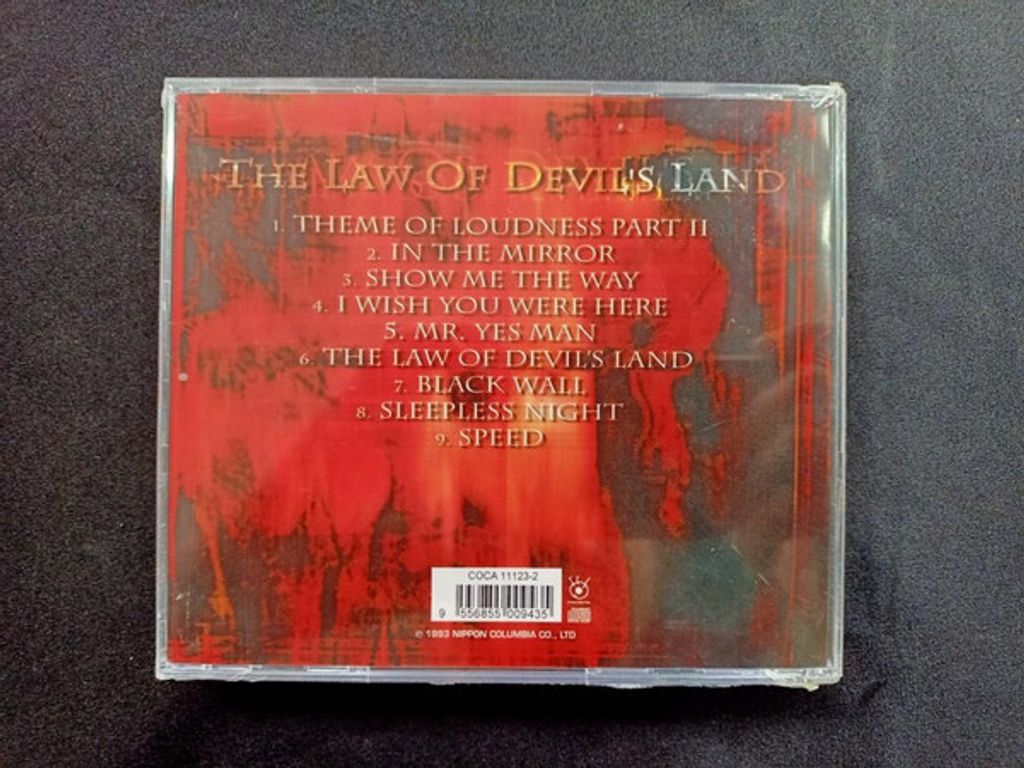 THE LAW OF DEVIL'S LAND
1. THEME OF LOUDNESS PART II
2. IN THE MIRROR
3. SHOW ME THE WAY
4. I WISH YOU WERE HERE
5. MR. YES MAN
6. THE LAW OF DEVIL'S LAND
7. BLACK WALL
8. SLEEPLESS NIGHT
9. SPEED
COCA 11123-2
9 556855 009435
© 1993 NIPPON COLUMBIA CO., LTD